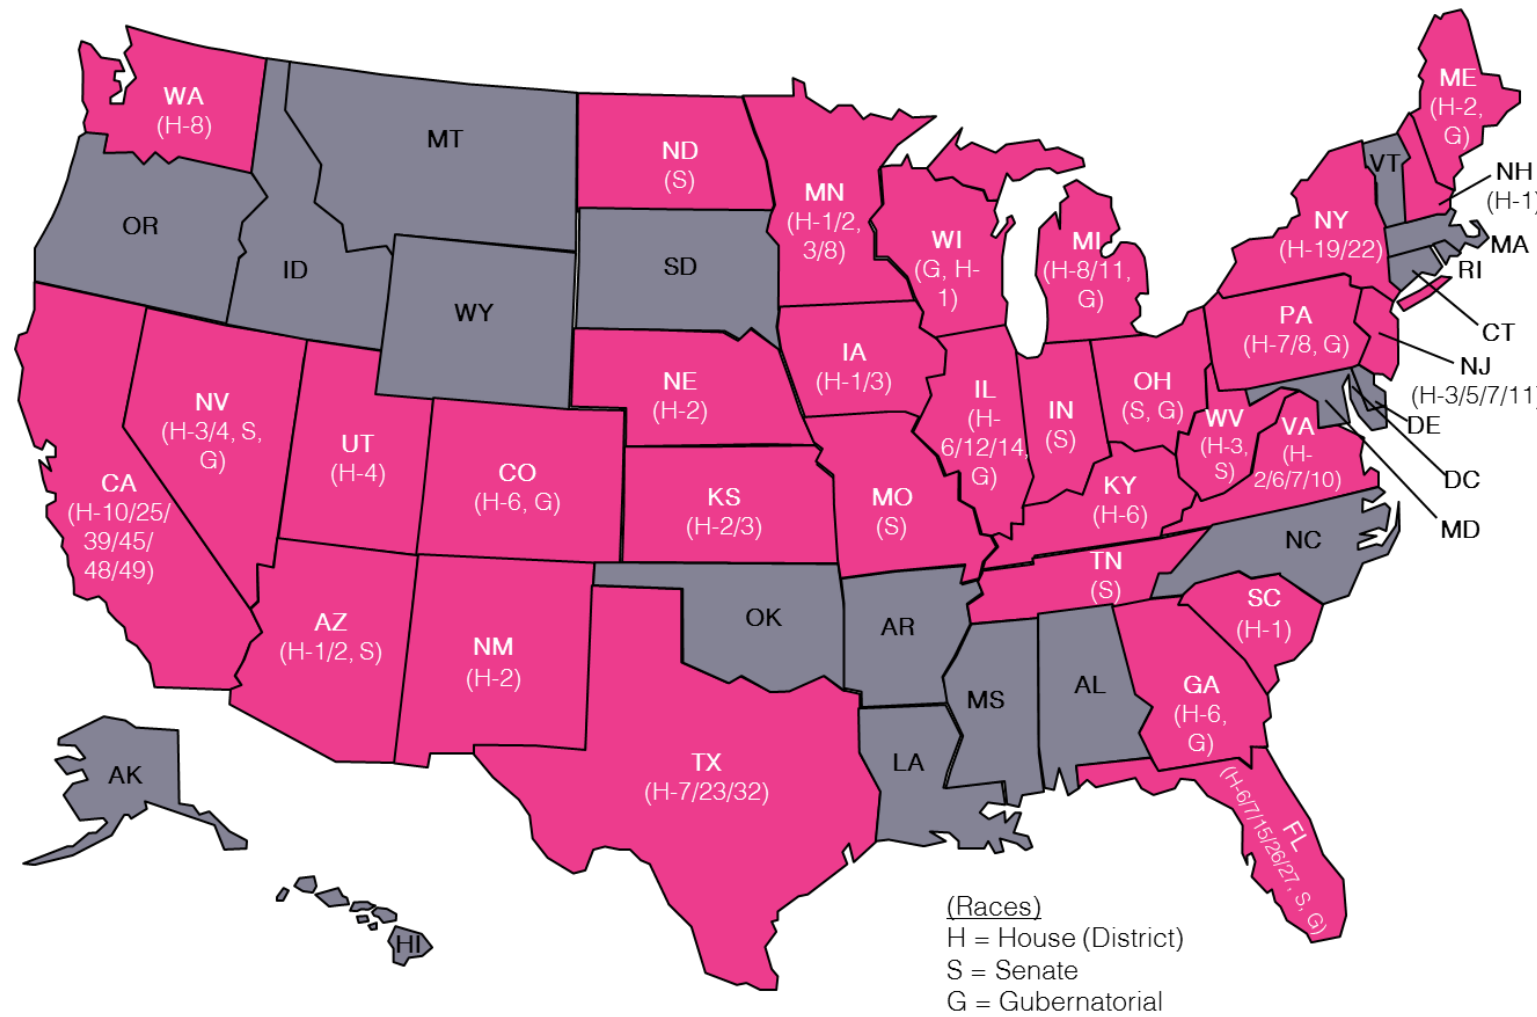 WA
(H-8)
OR
CA
(H-10/25/
39/45/
48/49)
NV
(H-3/4, S,
G)
ID
MT
WY
UT
(H-4)
CO
(H-6, G)
AZ
(H-1/2, S)
NM
(H-2)
ND
(S)
SD
NE
(H-2)
KS
(H-2/3)
OK
TX
(H-7/23/32)
MN
(H-1/2,
3/8)
IA
(H-1/3)
MO
(S)
AR
LA
WI
(G, H-
1)
IL
(H-
6/12/14,
G)
MI
(H-8/11,
G)
IN
(S)
OH
(S, G)
KY
(H-6)
TN
(S)
MS
AL
GA
(H-6,
G)
FL
(H-6/7/15/26/27, S, G)
SC
(H-1)
NC
VA
(H-
2/6/7/10)
WV
(H-3,
S)
PA
(H-7/8, G)
NY
(H-19/22)
VT
ME
(H-2,
G)
NH
(H-1)
MA
RI
CT
NJ
(H-3/5/7/11)
DE
DC
MD
AK
HI
(Races)
H = House (District)
S = Senate
G = Gubernatorial